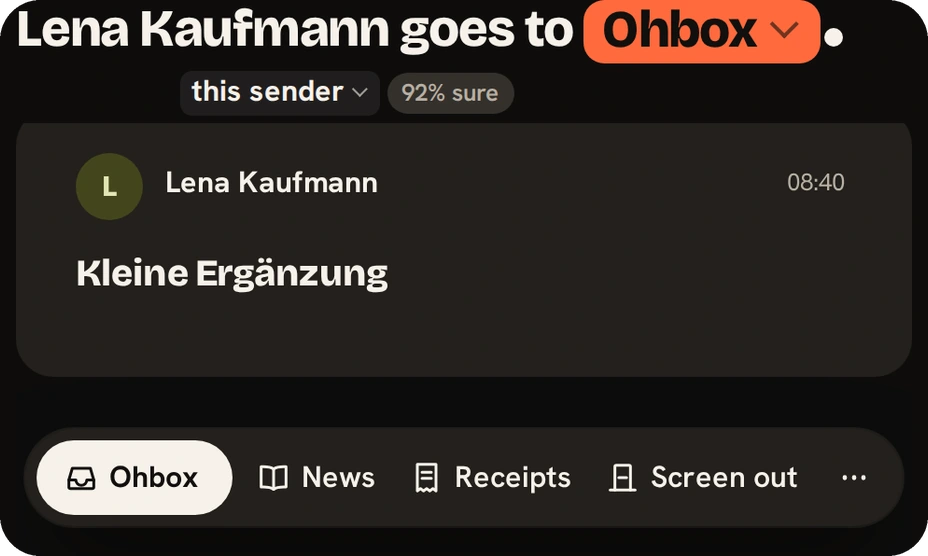 Lena Kaufmann goes to Ohbox.
this sender 92% sure
L Lena Kaufmann 08:40
Kleine Ergänzung
Ohbox News Receipts Screen out ...